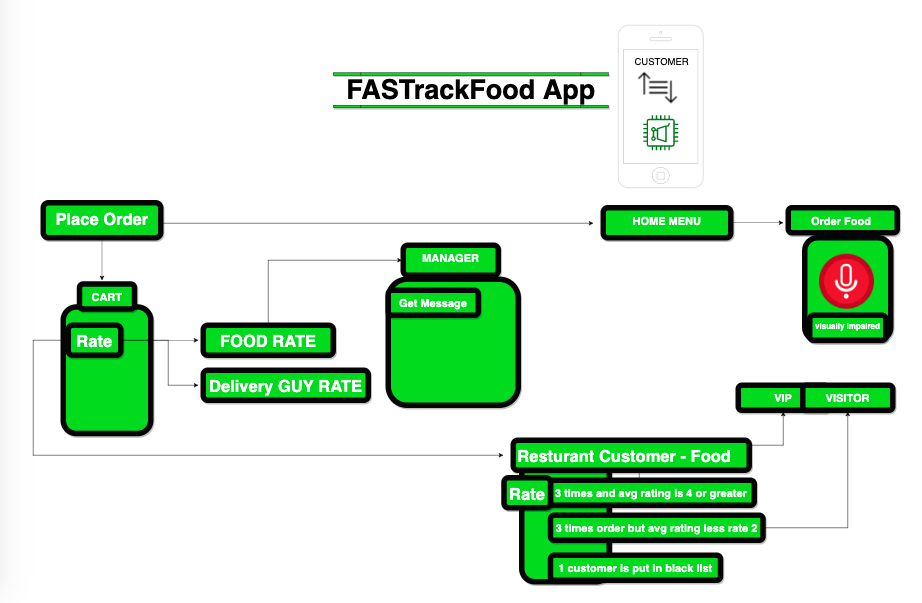 CUSTOMER
FASTrackFood App
Place Order
HOME MENU
Order Food
MANAGER
CART
Get Message
visually impaired
Rate
FOOD RATE
Delivery GUY RATE
VIP
VISITOR
Resturant Customer - Food
Rate
3 times and avg rating is 4 or greater
3 times order but avg rating less rate 2
1 customer is put in black list